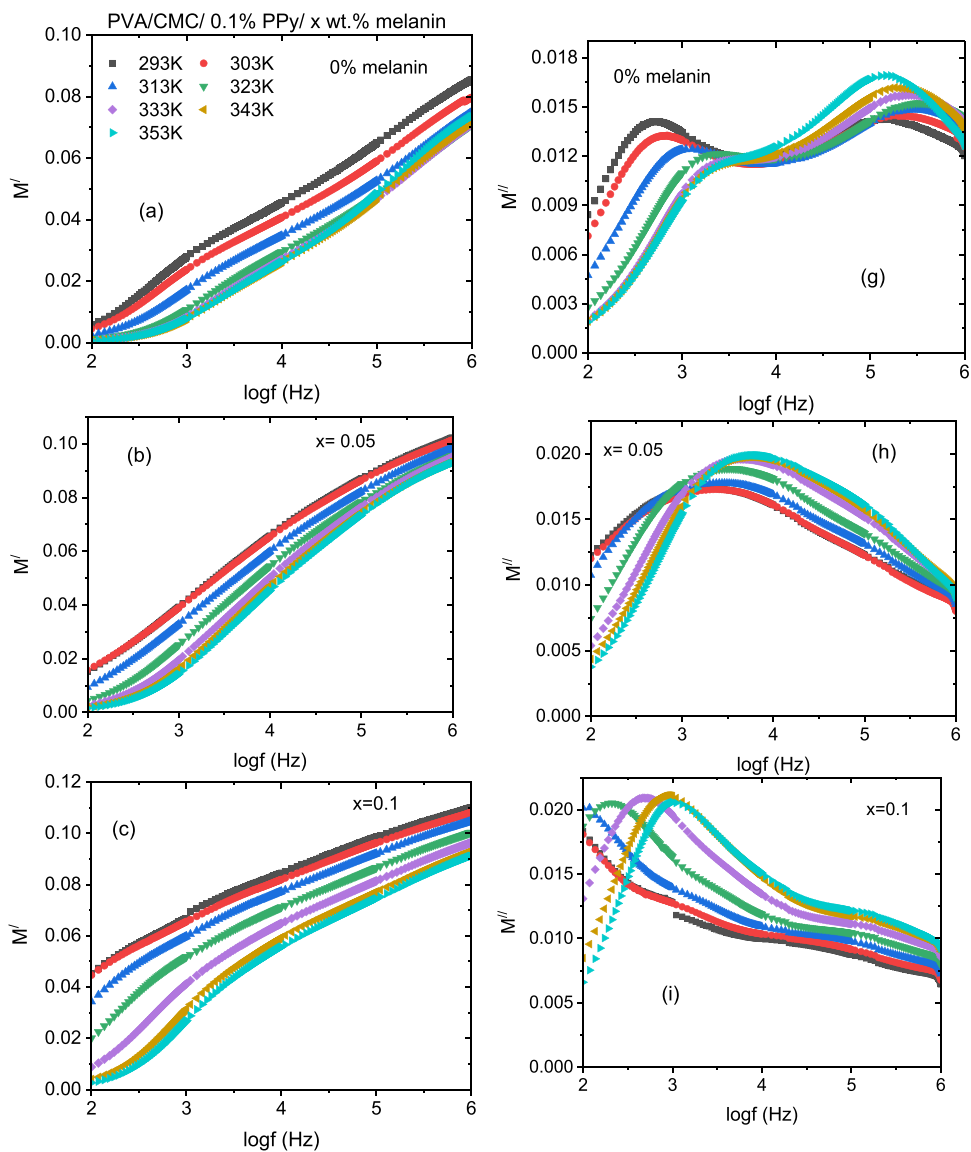 PVA/CMC/ 0.1% PPy/ x wt.% melanin
0.10
0.08
0.06
0.04
0.02
0.00
M/
293K
303K
313K
323K
333K
343K
353K
0% melanin
(a)
2 3 4 5 6
logf (Hz)
0.018
0.015
0.012
0.009
0.006
0.003
0.000
M//
0% melanin
(g)
2 3 4 5 6
logf (Hz)
0.10
0.08
0.06
0.04
0.02
0.00
M/
(b)
x= 0.05
2 3 4 5 6
logf (Hz)
0.020
0.015
0.010
0.005
0.000
M//
x= 0.05
(h)
2 3 4 5 6
logf (Hz)
0.12
0.10
0.08
0.06
0.04
0.02
0.00
M/
(c)
x=0.1
2 3 4 5 6
logf (Hz)
0.020
0.015
0.010
0.005
0.000
M//
x=0.1
(i)
2 3 4 5 6
logf (Hz)